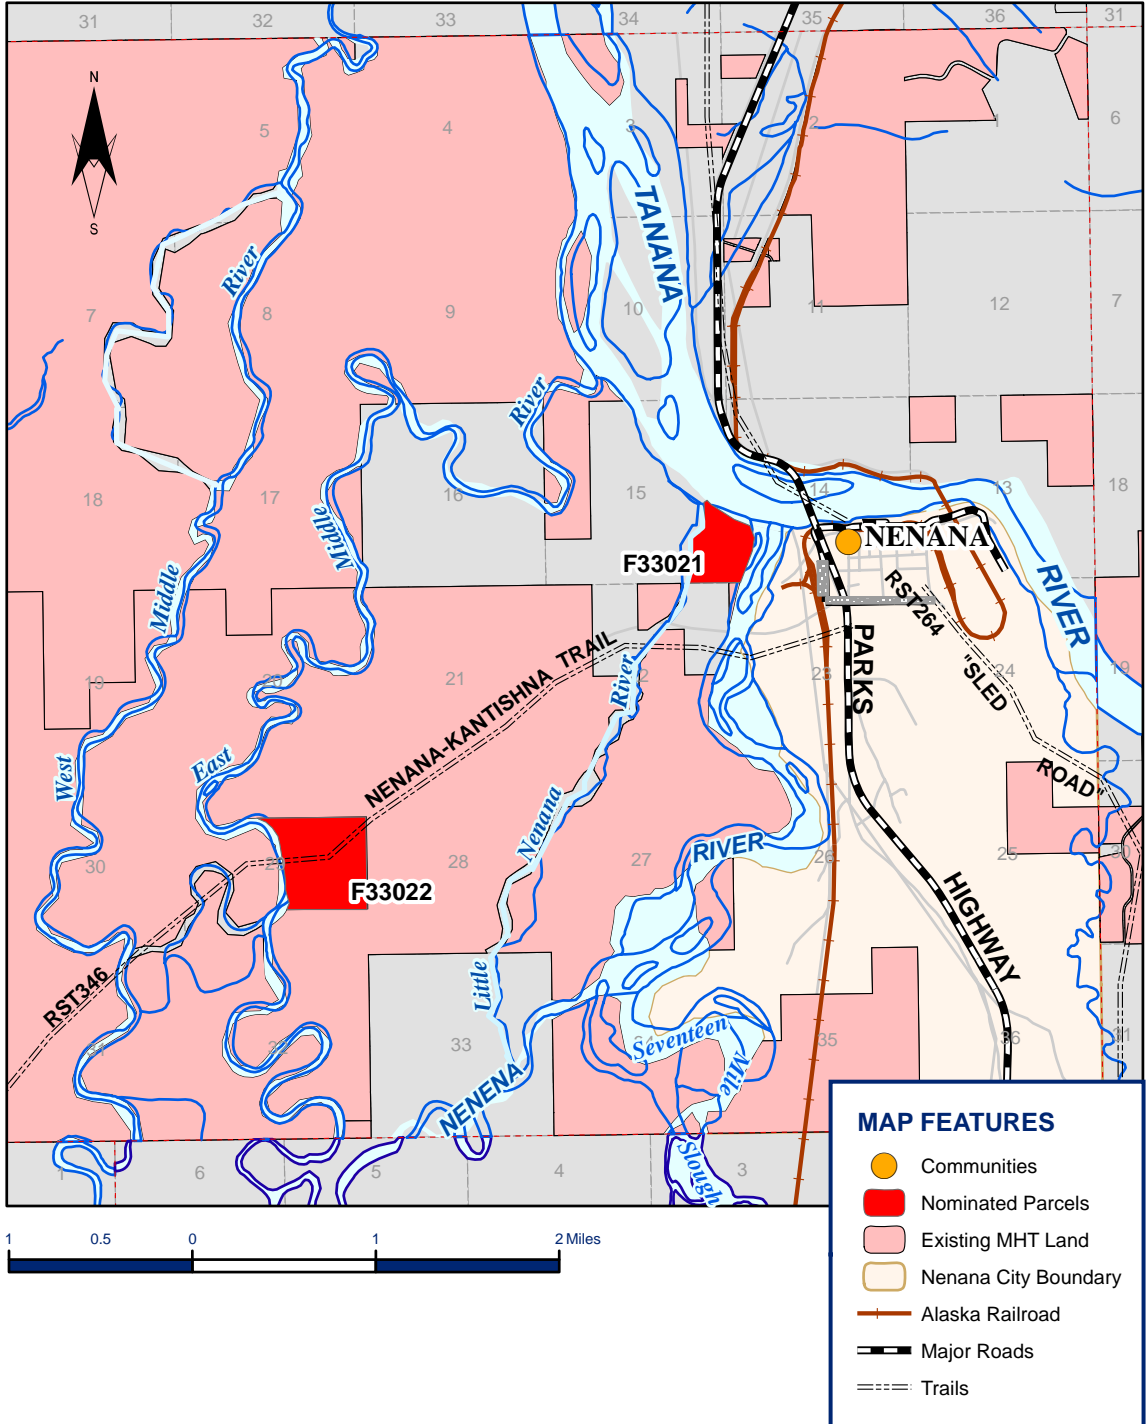 31 32 33 34 35 36 31
N
S
5 4 3 2 1 6
TANANA
River
7 8 9 10 11 12 7
River
18 17 16 15 14 13 18
Middle
NENANA
F33021
Middle
RST264
RIVER
PARKS
19 20 21 22 23 24 19
NENANA-KANTISHNA TRAIL
River
"SLED
ROAD"
West
East
Nenana
RIVER
30 29 28 27 26 25 30
F33022
HIGHWAY
RST346
Little
31 32 33 34 35 36 31
Seventeen
Mile
NENENA
Slough
1 6 5 4 3
MAP FEATURES
Communities
Nominated Parcels
Existing MHT Land
Nenana City Boundary
Alaska Railroad
Major Roads
Trails
1 0.5 0 1 2 Miles